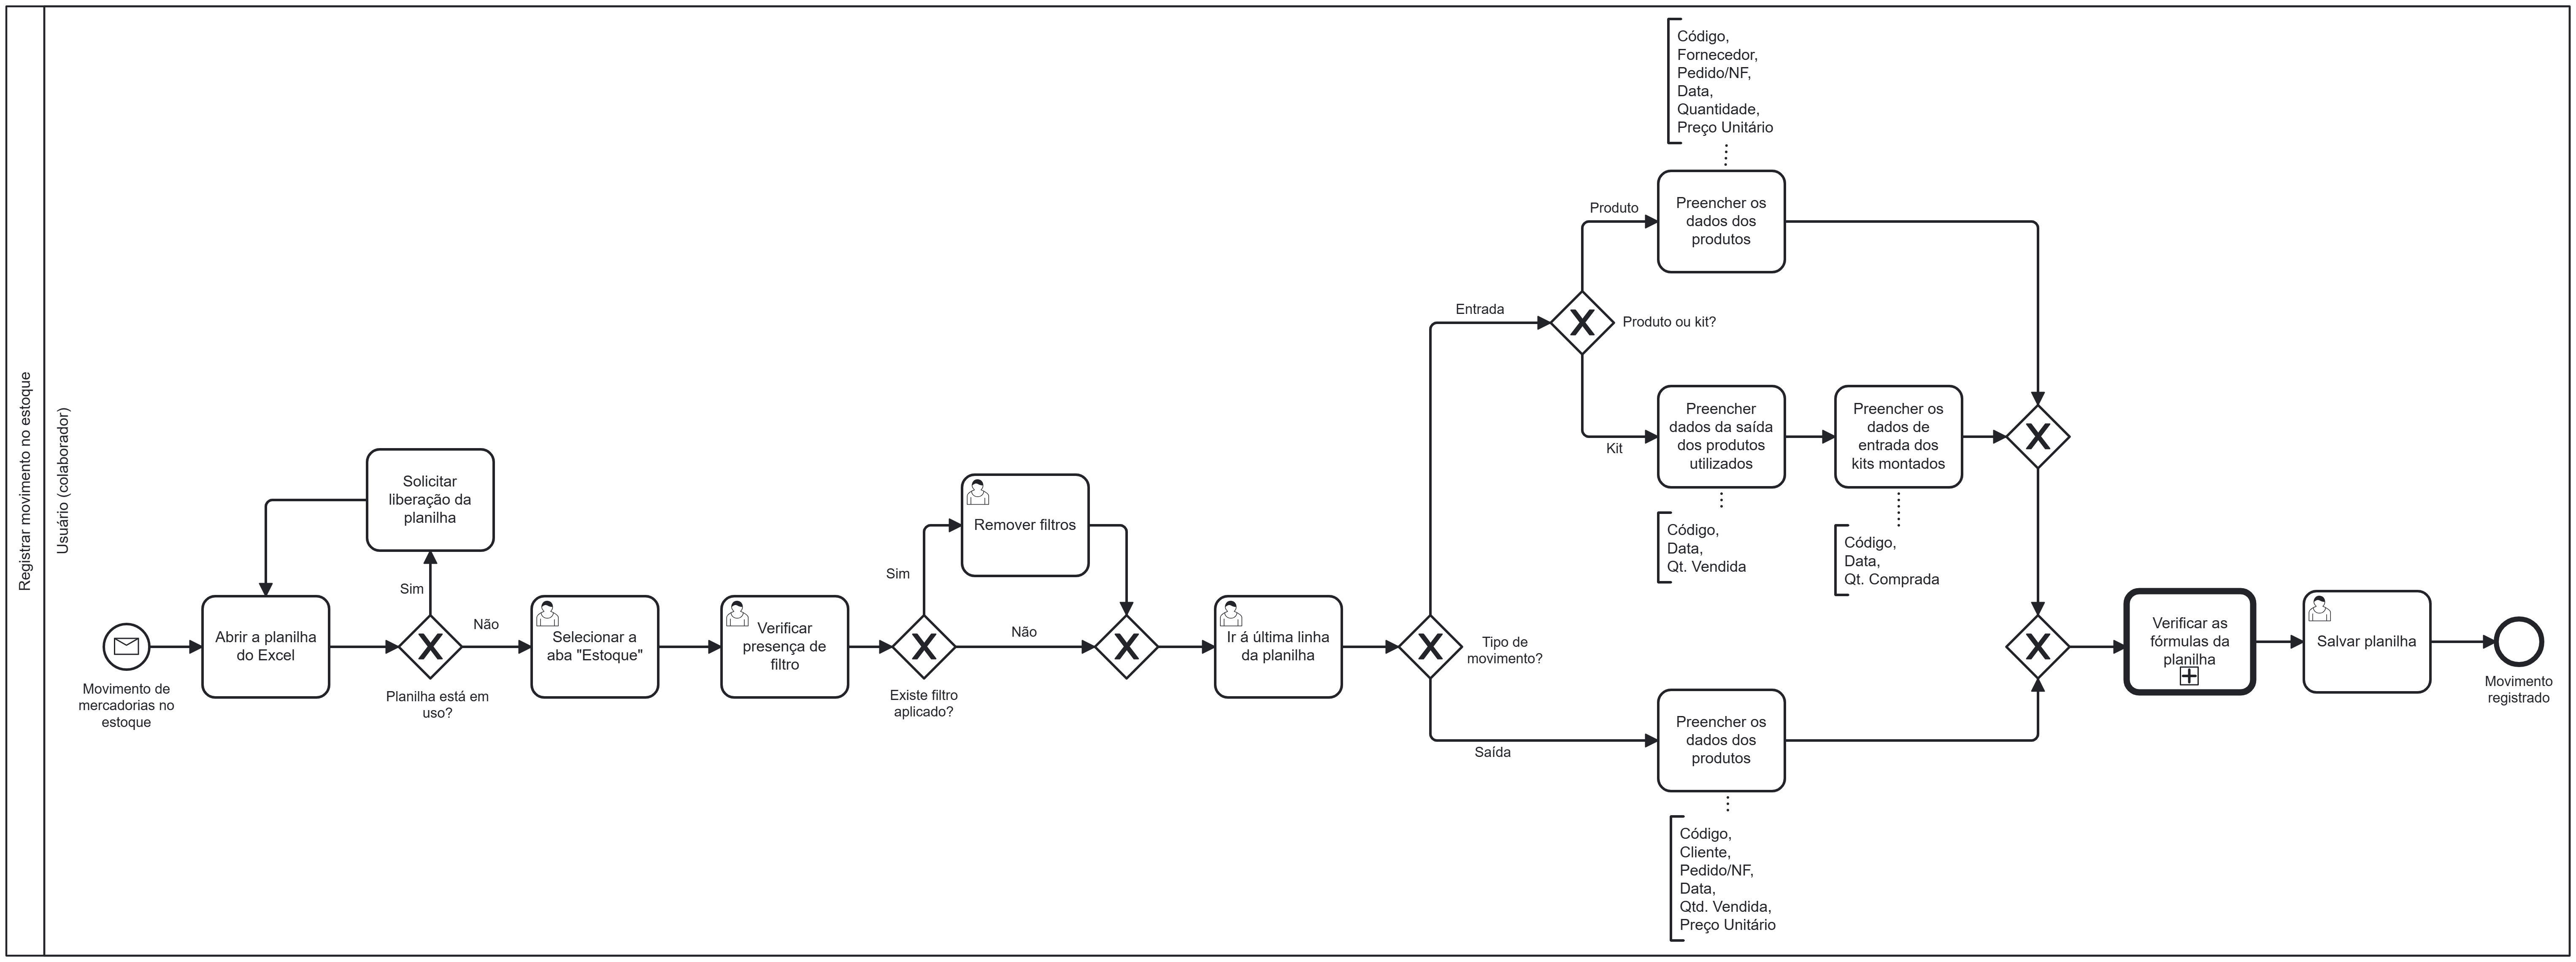 Registrar movimento no estoque
Usuário (colaborador)
Movimento de
mercadorias no
estoque
Abrir a planilha
do Excel
Solicitar
liberação da
planilha
Sim
Não
Planilha está em
uso?
Selecionar a
aba "Estoque"
Verificar
presença de
filtro
Sim
Existe filtro
aplicado?
Remover filtros
Não
Ir á última linha
da planilha
Tipo de
movimento?
Entrada
Produto ou kit?
Produto
Código,
Fornecedor,
Pedido/NF,
Data,
Quantidade,
Preço Unitário
Preencher os
dados dos
produtos
Kit
Preencher
dados da saída
dos produtos
utilizados
Código,
Data,
Qt. Vendida
Preencher os
dados de
entrada dos
kits montados
Código,
Data,
Qt. Comprada
Saída
Preencher os
dados dos
produtos
Código,
Cliente,
Pedido/NF,
Data,
Qtd. Vendida,
Preço Unitário
Verificar as
fórmulas da
planilha
Salvar planilha
Movimento
registrado